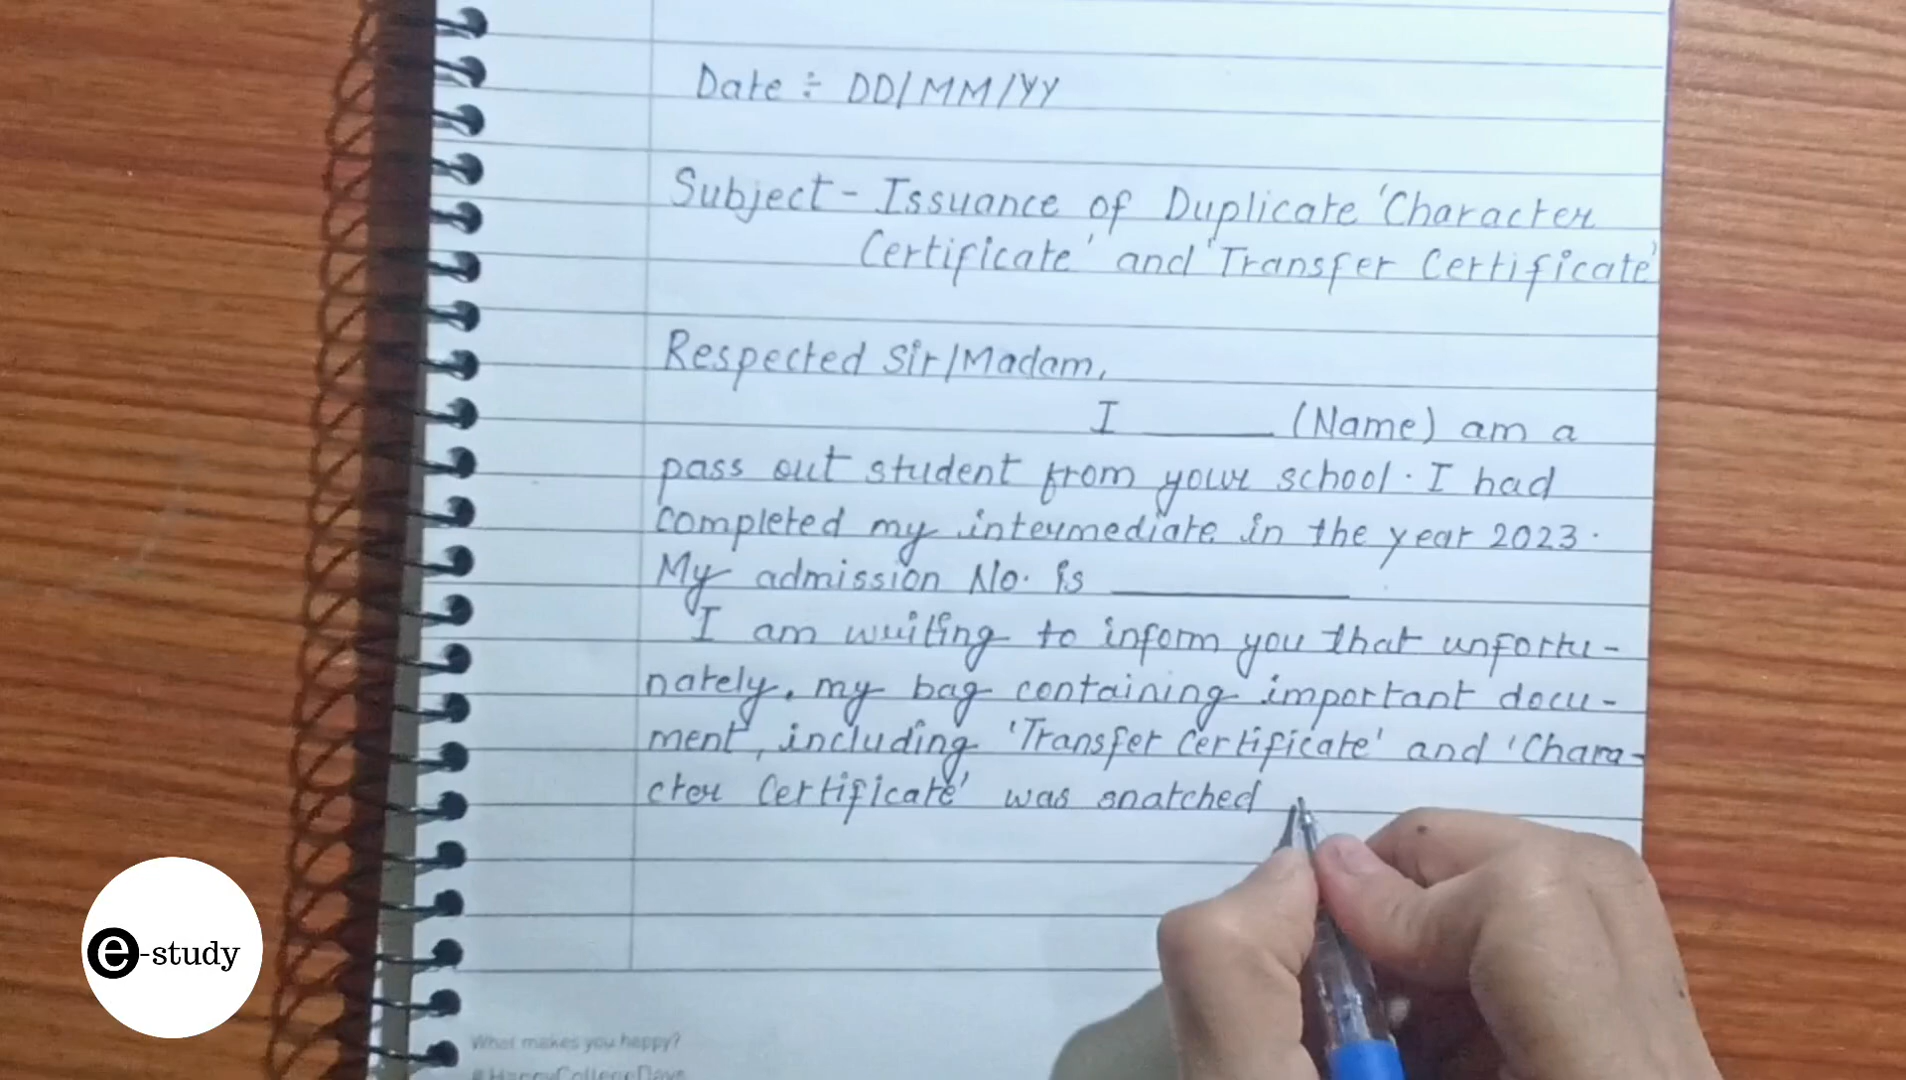 Date : DD/MM/YY
Subject - Issuance of Duplicate 'Character
Certificate' and 'Transfer Certificate'
Respected Sir/Madam,
I ______ (Name) am a
pass out student from your school. I had
completed my intermediate in the year 2023.
My admission No. is __________
I am writing to inform you that unfortu-
nately, my bag containing important docu-
ment, including 'Transfer Certificate' and 'Chara-
cter Certificate' was snatched
e-study
What makes you happy?
#HappyCollegeDays